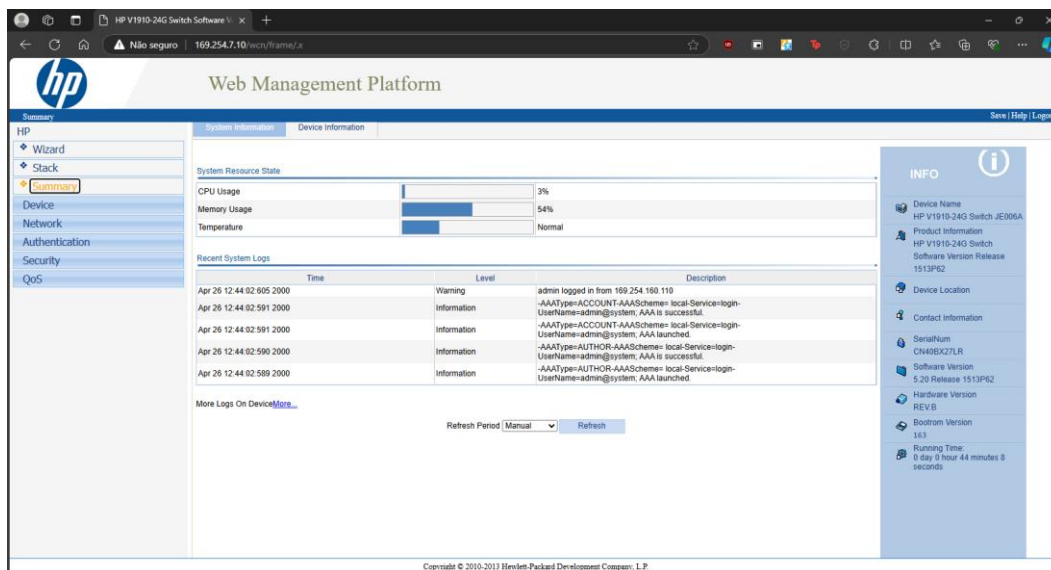 HP V1910-24G Switch Software V
Não seguro 169.254.7.10/wcn/frame/.x
hp
Web Management Platform
Summary
Save | Help | Logou
HP
Wizard
Stack
Summary
Device
Network
Authentication
Security
QoS
System Information Device Information
System Resource State
CPU Usage 3%
Memory Usage 54%
Temperature Normal
Recent System Logs
Time Level Description
Apr 26 12:44:02:605 2000 Warning admin logged in from 169.254.160.110
Apr 26 12:44:02:591 2000 Information -AAAType=ACCOUNT-AAAScheme= local-Service=login-
UserName=admin@system; AAA is successful.
Apr 26 12:44:02:591 2000 Information -AAAType=ACCOUNT-AAAScheme= local-Service=login-
UserName=admin@system; AAA launched.
Apr 26 12:44:02:590 2000 Information -AAAType=AUTHOR-AAAScheme= local-Service=login-
UserName=admin@system; AAA is successful.
Apr 26 12:44:02:589 2000 Information -AAAType=AUTHOR-AAAScheme= local-Service=login-
UserName=admin@system; AAA launched.
More Logs On DeviceMore...
Refresh Period Manual Refresh
INFO
Device Name
HP V1910-24G Switch JE006A
Product Information
HP V1910-24G Switch
Software Version Release
1513P62
Device Location
Contact Information
SerialNum
CN40BX27LR
Software Version
5.20 Release 1513P62
Hardware Version
REV.B
Bootrom Version
163
Running Time:
0 day 0 hour 44 minutes 8
seconds
Copyright © 2010-2013 Hewlett-Packard Development Company, L.P.